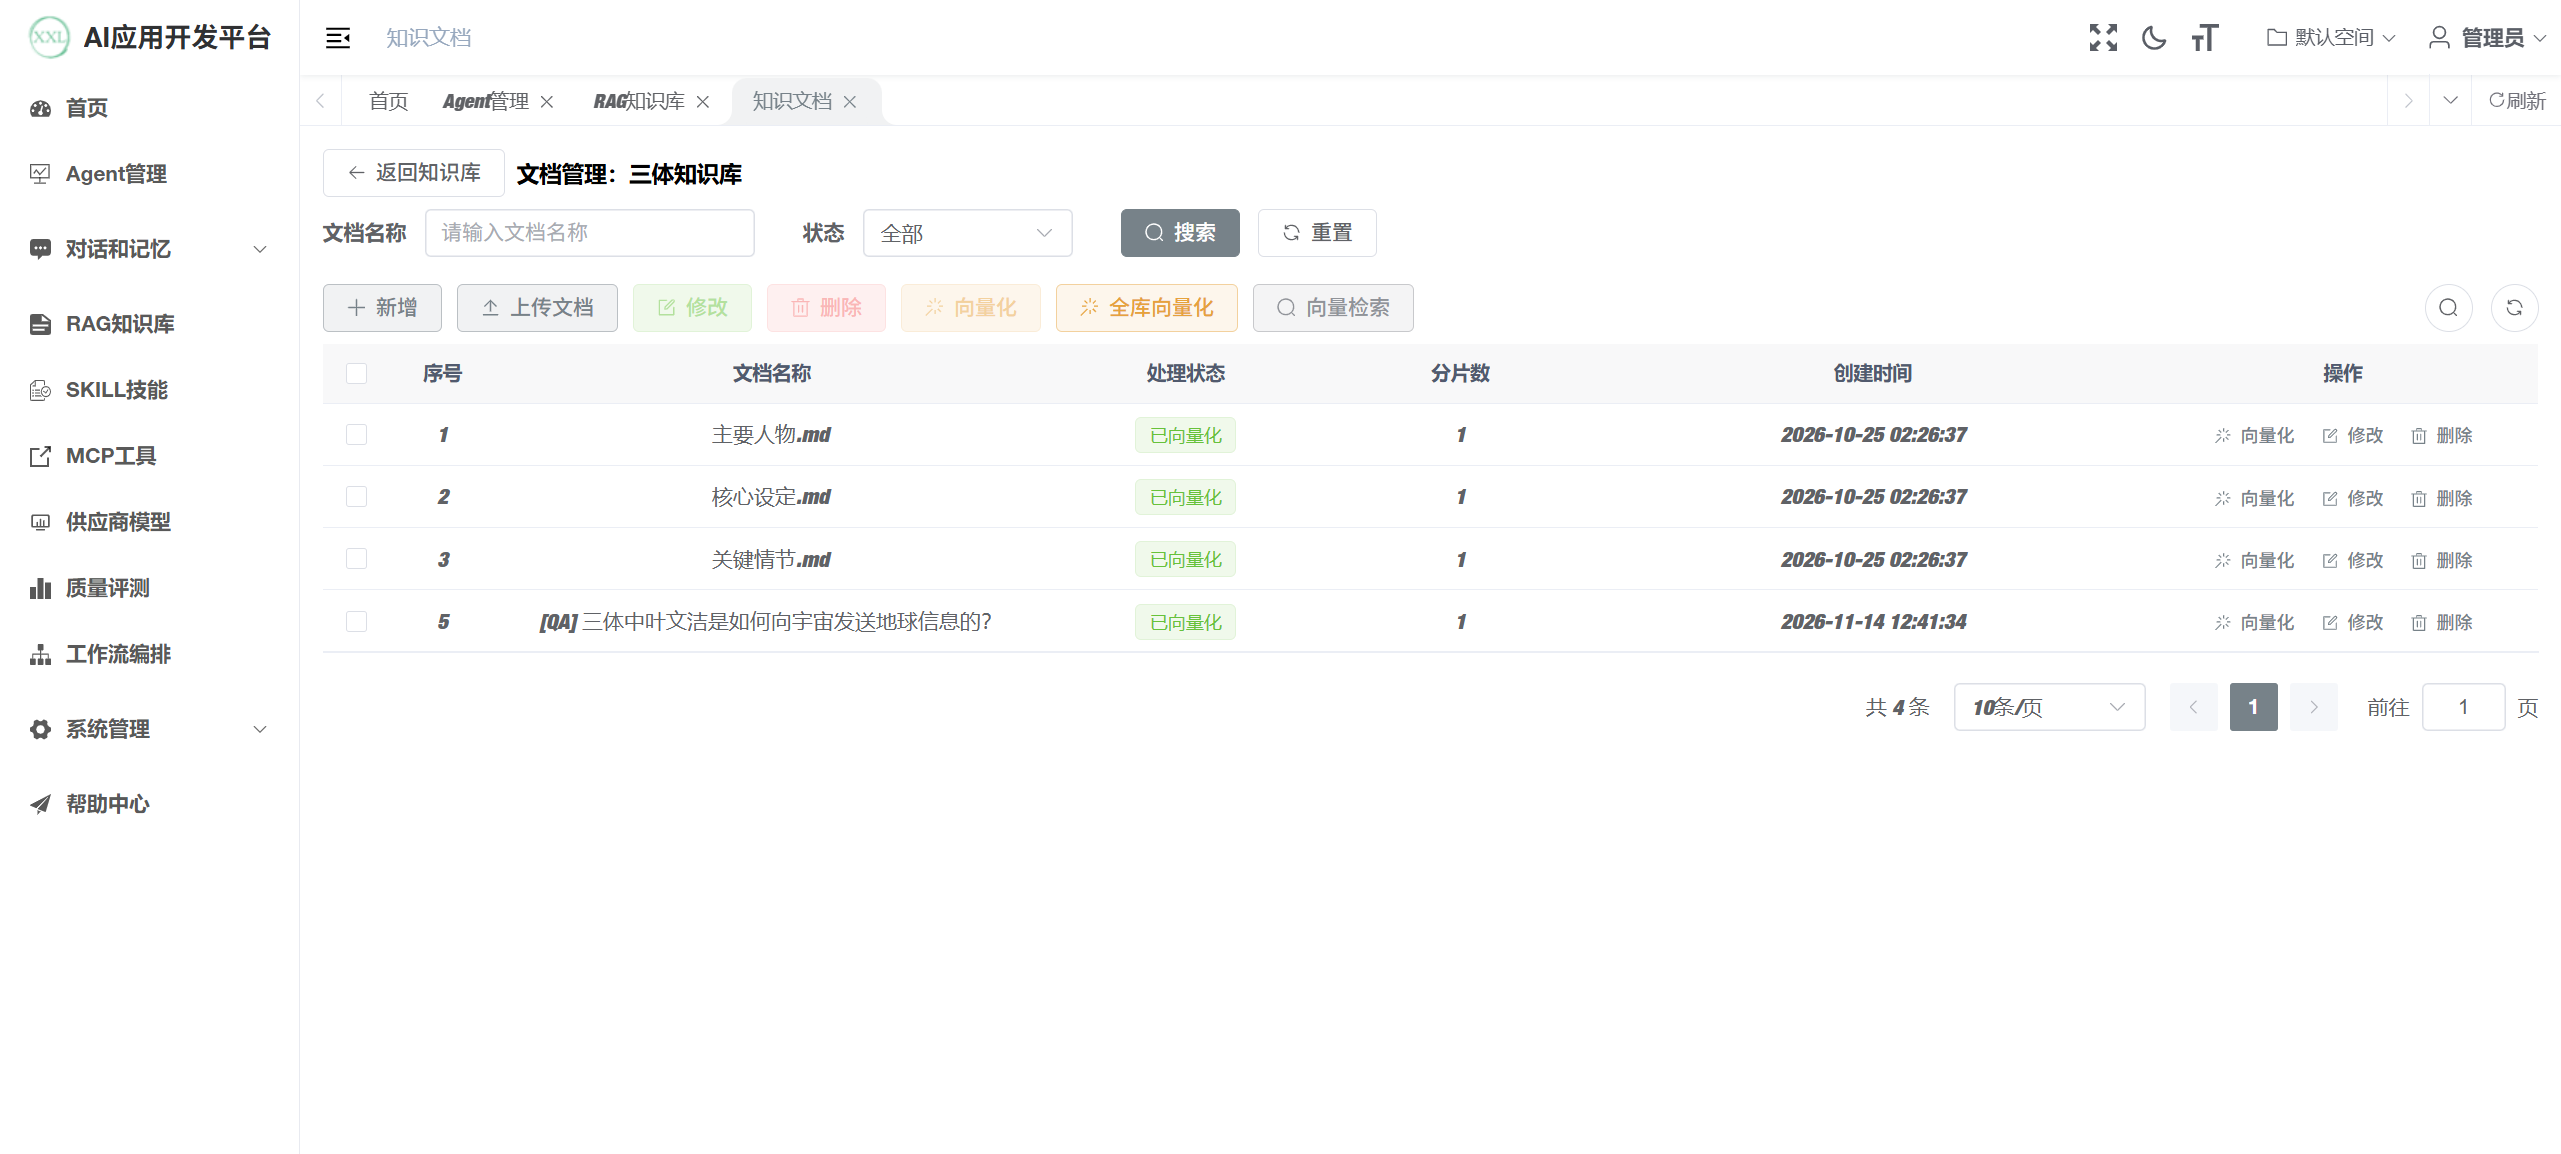 XXL AI应用开发平台
知识文档
默认空间
管理员
首页
Agent管理
RAG知识库
知识文档
刷新
首页
Agent管理
对话和记忆
RAG知识库
SKILL技能
MCP工具
供应商模型
质量评测
工作流编排
系统管理
帮助中心
返回知识库 文档管理：三体知识库
文档名称 请输入文档名称 状态 全部 搜索 重置
新增 上传文档 修改 删除 向量化 全库向量化 向量检索
序号 文档名称 处理状态 分片数 创建时间 操作
1 主要人物.md 已向量化 1 2026-10-25 02:26:37 向量化 修改 删除
2 核心设定.md 已向量化 1 2026-10-25 02:26:37 向量化 修改 删除
3 关键情节.md 已向量化 1 2026-10-25 02:26:37 向量化 修改 删除
5 [QA] 三体中叶文洁是如何向宇宙发送地球信息的？ 已向量化 1 2026-11-14 12:41:34 向量化 修改 删除
共 4 条 10条/页 1 前往 1 页